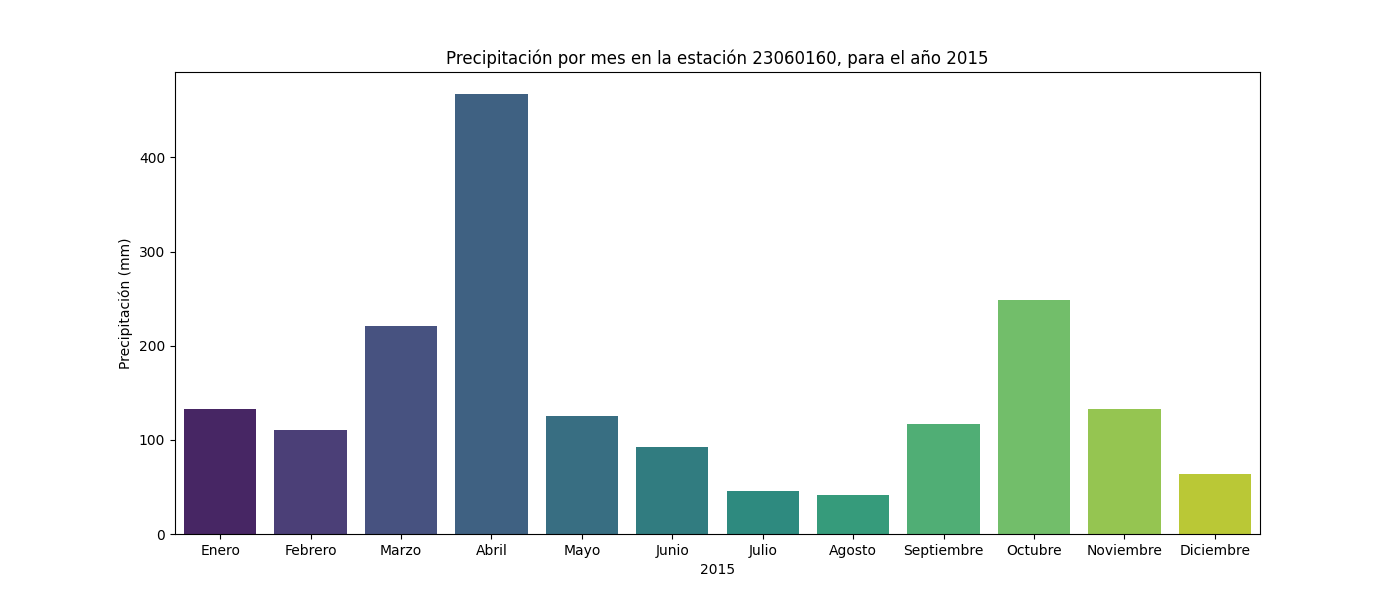 Precipitación por mes en la estación 23060160, para el año 2015
Precipitación (mm)
400
300
200
100
0
Enero Febrero Marzo Abril Mayo Junio Julio Agosto Septiembre Octubre Noviembre Diciembre
2015